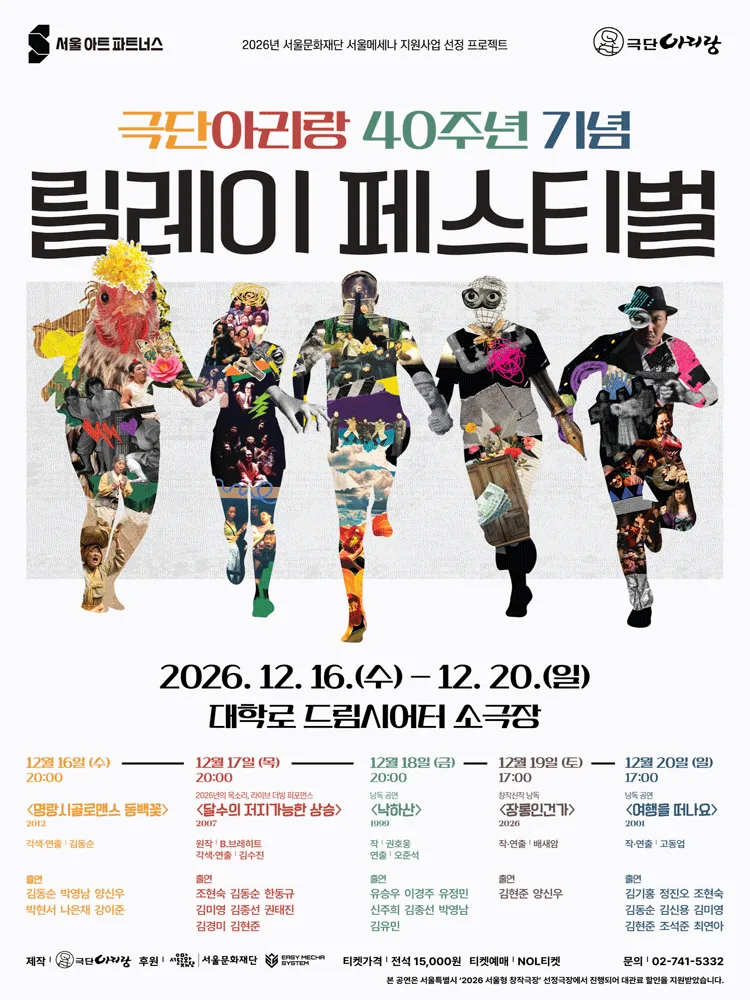 서울 아트 파트너스
2026년 서울문화재단 서울메세나 지원사업 선정 프로젝트
극단 아리랑
극단아리랑 40주년 기념
릴레이 페스티벌
2026. 12. 16.(수) – 12. 20.(일)
대학로 드림시어터 소극장
12월 16일 (수)
20:00
<명랑시골로맨스 동백꽃>
2012
각색·연출 | 김동순
출연
김동순 박영남 양신우
박현서 나은채 강이준
12월 17일 (목)
20:00
2026년의 목소리, 라이브 더빙 퍼포먼스
<달수의 저지가능한 상승>
2007
원작 | B.브레히트
각색·연출 | 김수진
출연
조현숙 김동순 한동규
김미영 김종선 권태진
김경미 김현준
12월 18일 (금)
20:00
낭독 공연
<낙하산>
1999
작 | 권호웅
연출 | 오준석
출연
유승우 이경주 유정민
신주희 김종선 박영남
김유민
12월 19일 (토)
17:00
창작신작 낭독
<장롱인건가>
2026
작·연출 | 배새암
출연
김현준 양신우
12월 20일 (일)
17:00
낭독 공연
<여행을 떠나요>
2001
작·연출 | 고동업
출연
김기홍 정진오 조현숙
김동순 김신용 김미영
김현준 조석준 최연아
제작 | 극단 아리랑 후원 | 서울문화재단 EASY MECHA SYSTEM 티켓가격 | 전석 15,000원 티켓예매 | NOL티켓 문의 | 02-741-5332
본 공연은 서울특별시 ‘2026 서울형 창작극장’ 선정극장에서 진행되어 대관료 할인을 지원받았습니다.